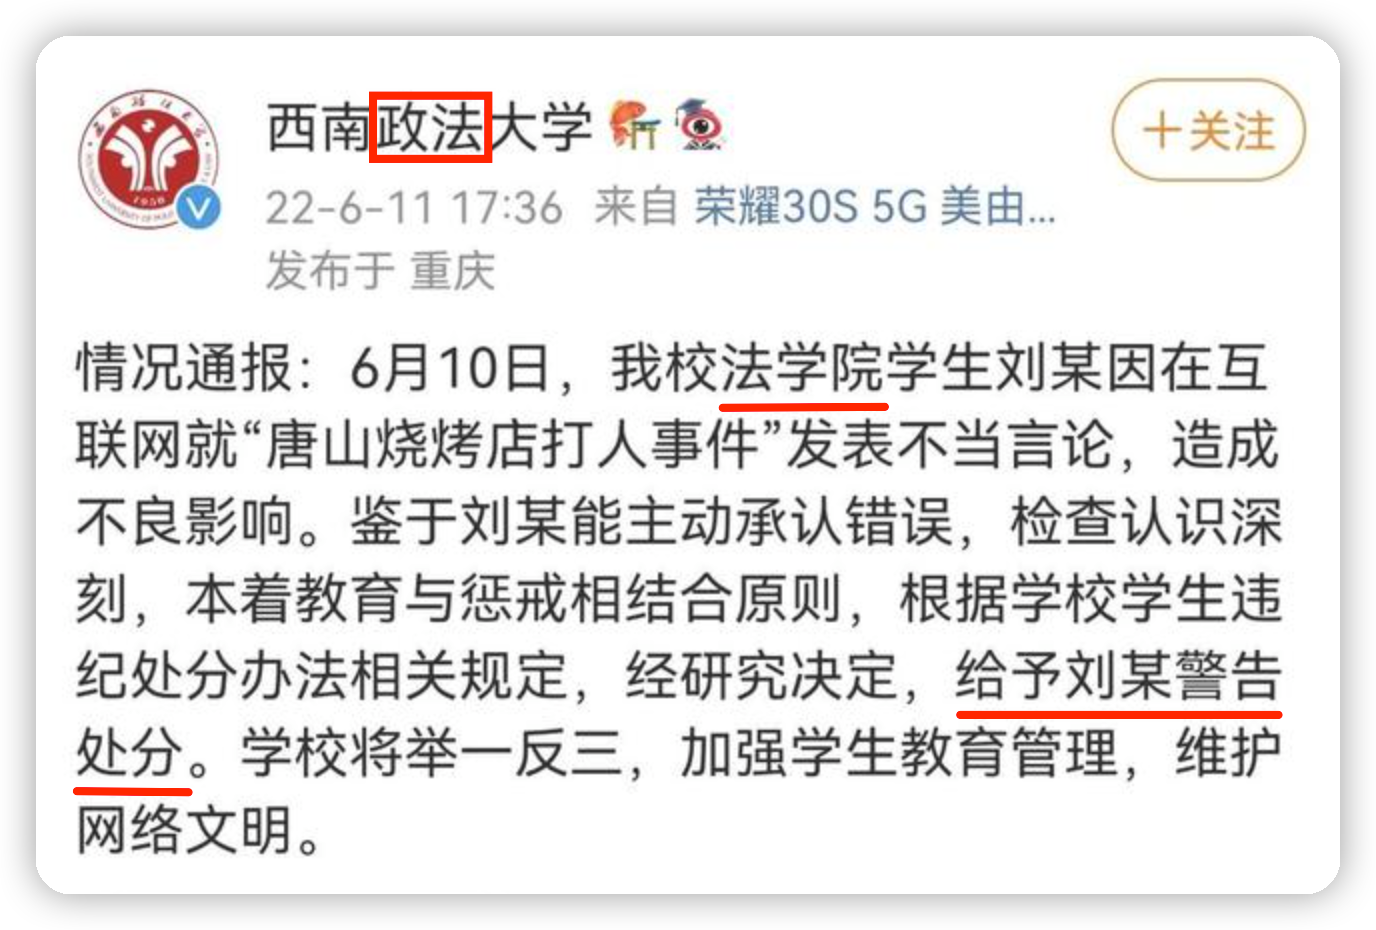 西南政法大学
+关注
22-6-11 17:36 来自 荣耀30S 5G 美由...
发布于 重庆
情况通报：6月10日，我校法学院学生刘某因在互
联网就“唐山烧烤店打人事件”发表不当言论，造成
不良影响。鉴于刘某能主动承认错误，检查认识深
刻，本着教育与惩戒相结合原则，根据学校学生违
纪处分办法相关规定，经研究决定，给予刘某警告
处分。学校将举一反三，加强学生教育管理，维护
网络文明。
1950